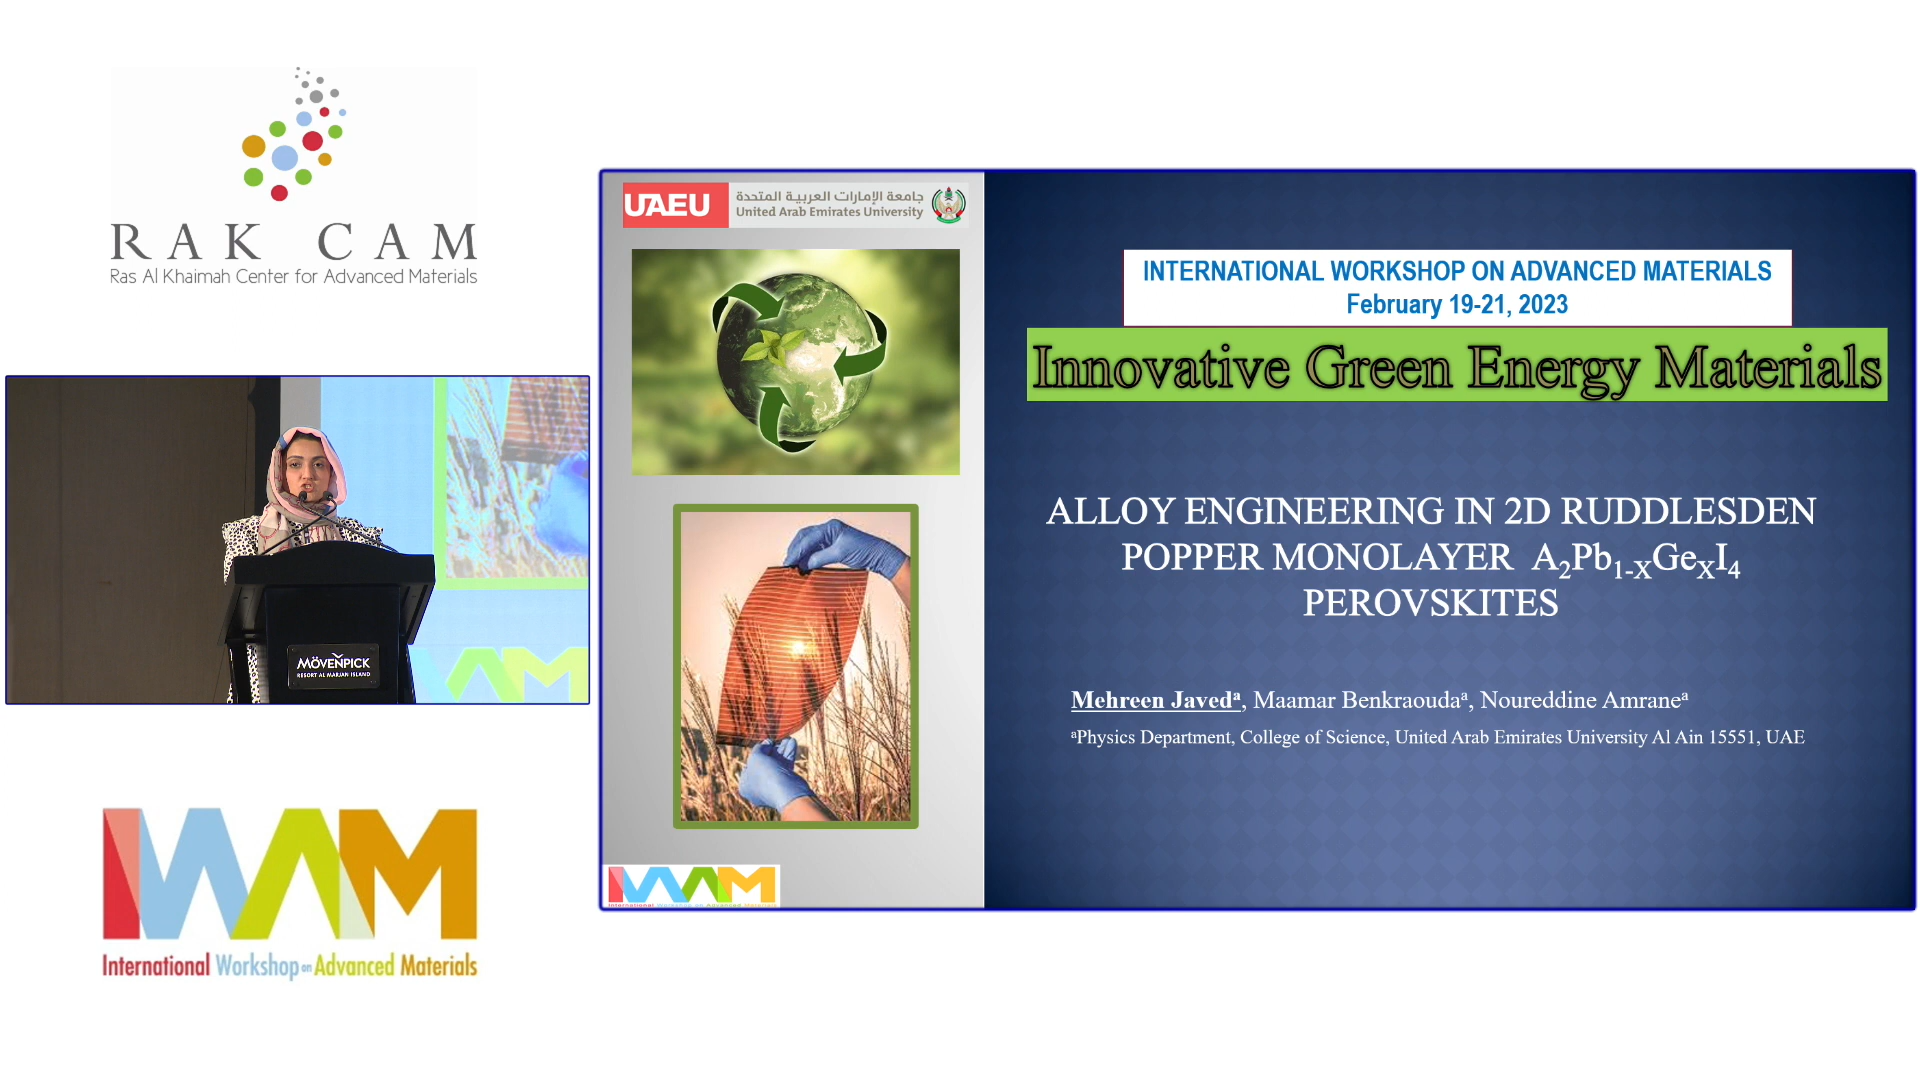 RAK CAM
Ras Al Khaimah Center for Advanced Materials
MÖVENPICK
RESORT AL MARJAN ISLAND
IWAM
International Workshop on Advanced Materials
UAEU
جامعة الإمارات العربية المتحدة
United Arab Emirates University
INTERNATIONAL WORKSHOP ON ADVANCED MATERIALS
February 19-21, 2023
Innovative Green Energy Materials
ALLOY ENGINEERING IN 2D RUDDLESDEN
POPPER MONOLAYER A₂Pb₁₋ₓGeₓI₄
PEROVSKITES
Mehreen Javedᵃ, Maamar Benkraoudaᵃ, Noureddine Amraneᵃ
ᵃPhysics Department, College of Science, United Arab Emirates University Al Ain 15551, UAE
IWAM
International Workshop on Advanced Materials